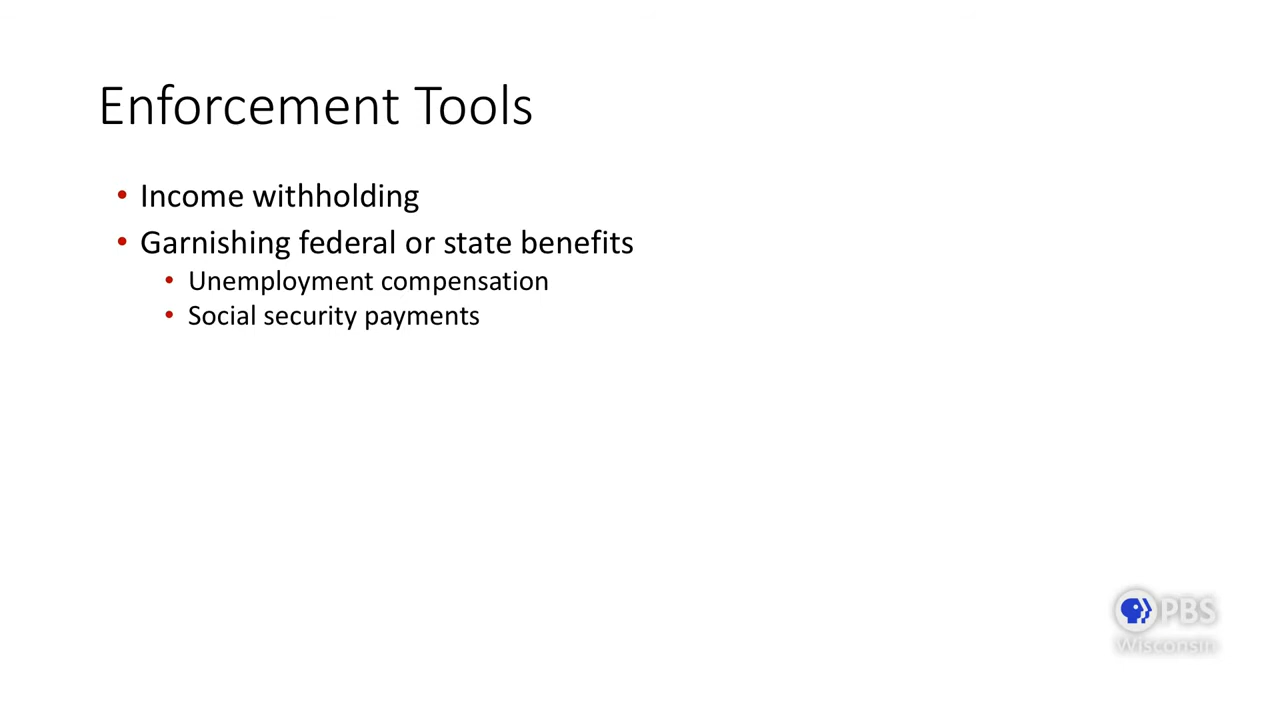 Enforcement Tools
• Income withholding
• Garnishing federal or state benefits
• Unemployment compensation
• Social security payments
PBS
Wisconsin